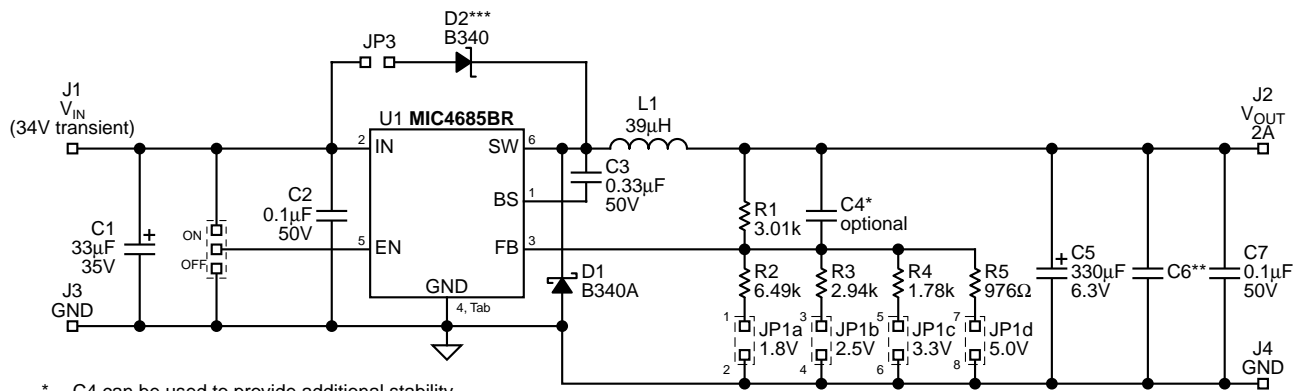 D2***
B340
JP3
J1
VIN
(34V transient)
U1 MIC4685BR
L1
39µH
J2
VOUT
2A
2
IN
SW
6
C3
0.33µF
50V
BS
1
C2
0.1µF
50V
R1
3.01k
C4*
optional
C1
+
33µF
35V
ON
OFF
5
EN
FB
3
J3
GND
GND
4, Tab
D1
B340A
R2
6.49k
R3
2.94k
R4
1.78k
R5
976Ω
+
C5
330µF
6.3V
C6**
C7
0.1µF
50V
1
JP1a
1.8V
2
3
JP1b
2.5V
4
5
JP1c
3.3V
6
7
JP1d
5.0V
8
J4
GND
* C4 can be used to provide additional stability